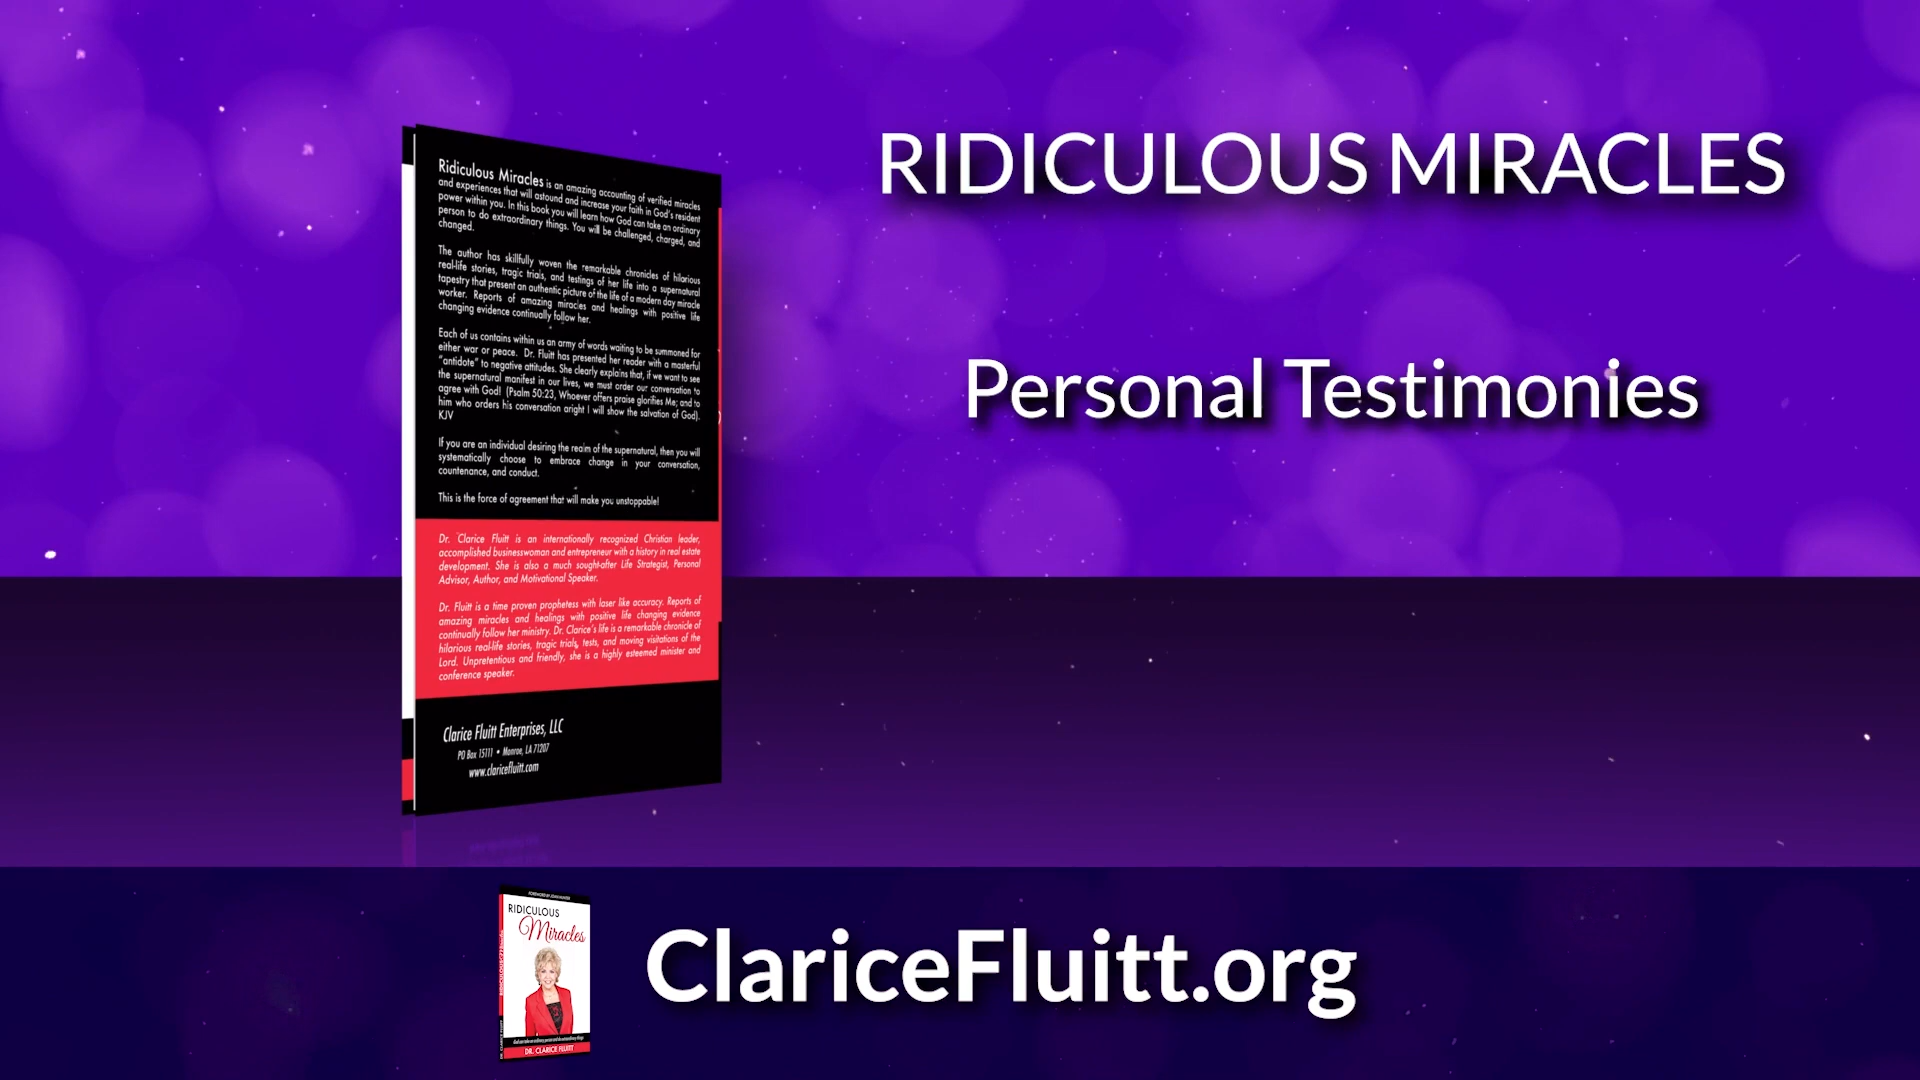 RIDICULOUS MIRACLES
Personal Testimonies
Ridiculous Miracles is an amazing accounting of verified miracles
and experiences that will astound and increase your faith in God's resident
power within you. In this book you will learn how God can take an ordinary
person to do extraordinary things. You will be challenged, charged, and
changed.
The author has skillfully woven the remarkable chronicles of hilarious
real-life stories, tragic trials, and testings of her life into a supernatural
tapestry that present an authentic picture of the life of a modern day miracle
worker. Reports of amazing miracles and healings with positive life
changing evidence continually follow her.
Each of us contains within us an army of words waiting to be summoned for
either war or peace. Dr. Fluitt has presented her reader with a masterful
"antidote" to negative attitudes. She clearly explains that, if we want to see
the supernatural manifest in our lives, we must order our conversation to
agree with God! (Psalm 50:23, Whoever offers praise glorifies Me; and to
him who orders his conversation aright I will show the salvation of God).
KJV
If you are an individual desiring the realm of the supernatural, then you will
systematically choose to embrace change in your conversation,
countenance, and conduct.
This is the force of agreement that will make you unstoppable!
Dr. Clarice Fluitt is an internationally recognized Christian leader,
accomplished businesswoman and entrepreneur with a history in real estate
development. She is also a much sought-after Life Strategist, Personal
Advisor, Author, and Motivational Speaker.
Dr. Fluitt is a time proven prophetess with laser like accuracy. Reports of
amazing miracles and healings with positive life changing evidence
continually follow her ministry. Dr. Clarice's life is a remarkable chronicle of
hilarious real-life stories, tragic trials, tests, and moving visitations of the
Lord. Unpretentious and friendly, she is a highly esteemed minister and
conference speaker.
Clarice Fluitt Enterprises, LLC
PO Box 15111 • Monroe, LA 71207
www.claricefluitt.com
RIDICULOUS
Miracles
DR. CLARICE FLUITT
ClariceFluitt.org